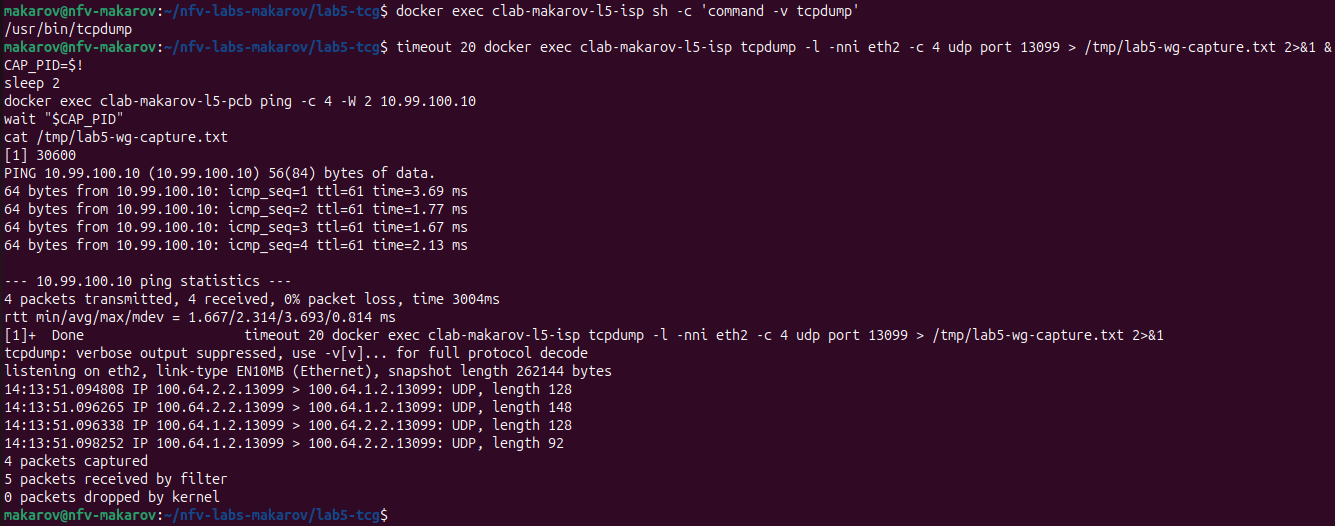 makarov@nfv-makarov:~/nfv-labs-makarov/lab5-tcg$ docker exec clab-makarov-l5-isp sh -c 'command -v tcpdump'
/usr/bin/tcpdump
makarov@nfv-makarov:~/nfv-labs-makarov/lab5-tcg$ timeout 20 docker exec clab-makarov-l5-isp tcpdump -l -nni eth2 -c 4 udp port 13099 > /tmp/lab5-wg-capture.txt 2>&1 &
CAP_PID=$!
sleep 2
docker exec clab-makarov-l5-pcb ping -c 4 -W 2 10.99.100.10
wait "$CAP_PID"
cat /tmp/lab5-wg-capture.txt
[1] 30600
PING 10.99.100.10 (10.99.100.10) 56(84) bytes of data.
64 bytes from 10.99.100.10: icmp_seq=1 ttl=61 time=3.69 ms
64 bytes from 10.99.100.10: icmp_seq=2 ttl=61 time=1.77 ms
64 bytes from 10.99.100.10: icmp_seq=3 ttl=61 time=1.67 ms
64 bytes from 10.99.100.10: icmp_seq=4 ttl=61 time=2.13 ms

--- 10.99.100.10 ping statistics ---
4 packets transmitted, 4 received, 0% packet loss, time 3004ms
rtt min/avg/max/mdev = 1.667/2.314/3.693/0.814 ms
[1]+  Done                    timeout 20 docker exec clab-makarov-l5-isp tcpdump -l -nni eth2 -c 4 udp port 13099 > /tmp/lab5-wg-capture.txt 2>&1
tcpdump: verbose output suppressed, use -v[v]... for full protocol decode
listening on eth2, link-type EN10MB (Ethernet), snapshot length 262144 bytes
14:13:51.094808 IP 100.64.2.2.13099 > 100.64.1.2.13099: UDP, length 128
14:13:51.096265 IP 100.64.1.2.13099 > 100.64.2.2.13099: UDP, length 148
14:13:51.096338 IP 100.64.1.2.13099 > 100.64.2.2.13099: UDP, length 128
14:13:51.098252 IP 100.64.2.2.13099 > 100.64.1.2.13099: UDP, length 92
4 packets captured
5 packets received by filter
0 packets dropped by kernel
makarov@nfv-makarov:~/nfv-labs-makarov/lab5-tcg$